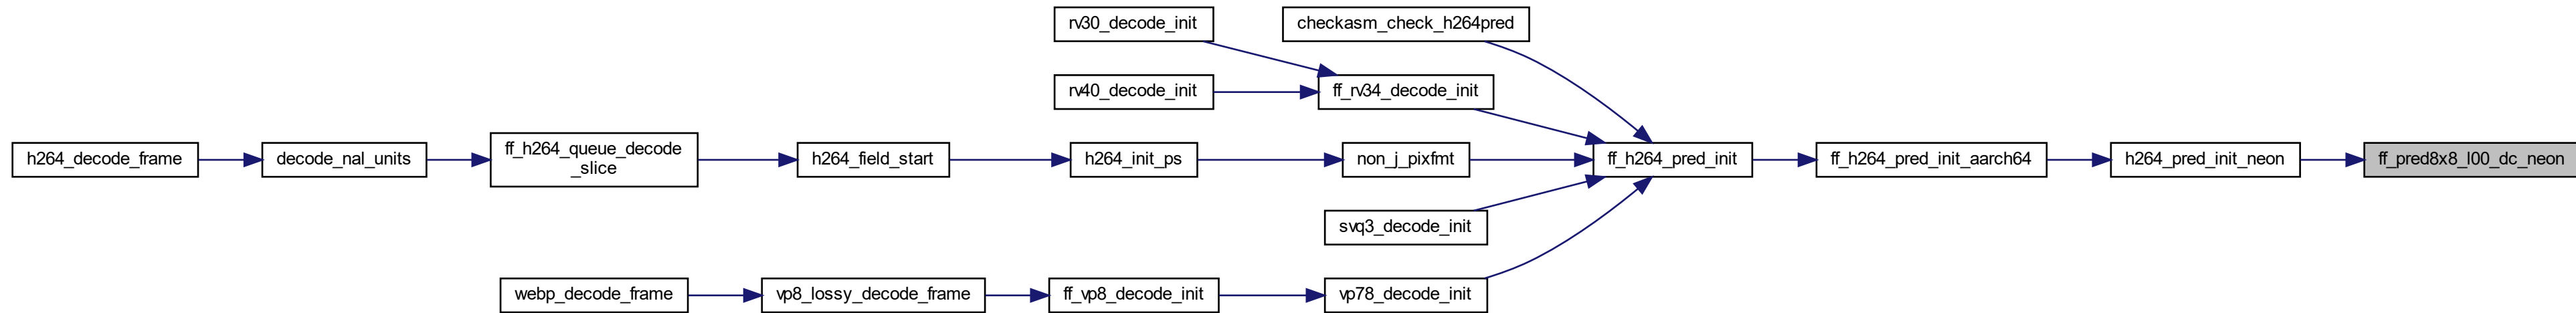 rv30_decode_init
checkasm_check_h264pred
rv40_decode_init
ff_rv34_decode_init
h264_decode_frame
decode_nal_units
ff_h264_queue_decode
_slice
h264_field_start
h264_init_ps
non_j_pixfmt
ff_h264_pred_init
ff_h264_pred_init_aarch64
h264_pred_init_neon
ff_pred8x8_l00_dc_neon
svq3_decode_init
webp_decode_frame
vp8_lossy_decode_frame
ff_vp8_decode_init
vp78_decode_init